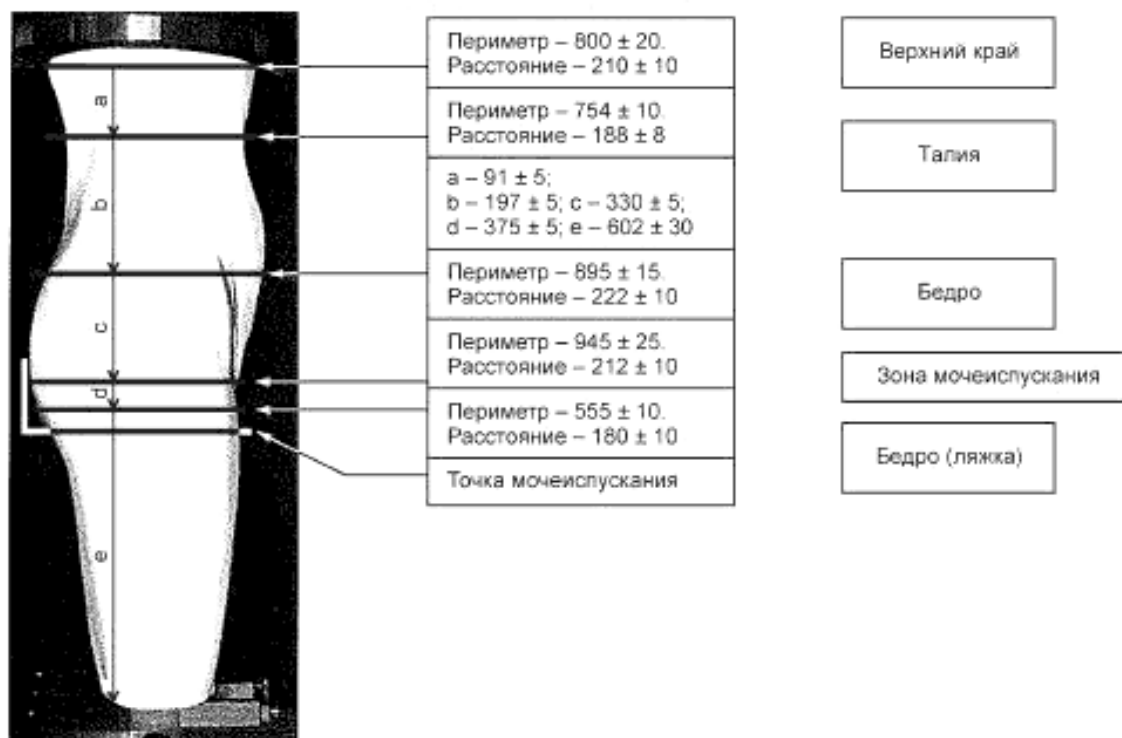 Периметр – 800 ± 20.
Расстояние – 210 ± 10
Верхний край
Периметр – 754 ± 10.
Расстояние – 188 ± 8
Талия
a – 91 ± 5;
b – 197 ± 5; c – 330 ± 5;
d – 375 ± 5; e – 602 ± 30
Периметр – 895 ± 15.
Расстояние – 222 ± 10
Бедро
Периметр – 945 ± 25.
Расстояние – 212 ± 10
Зона мочеиспускания
Периметр – 555 ± 10.
Расстояние – 180 ± 10
Бедро (ляжка)
Точка мочеиспускания
a
b
c
d
e